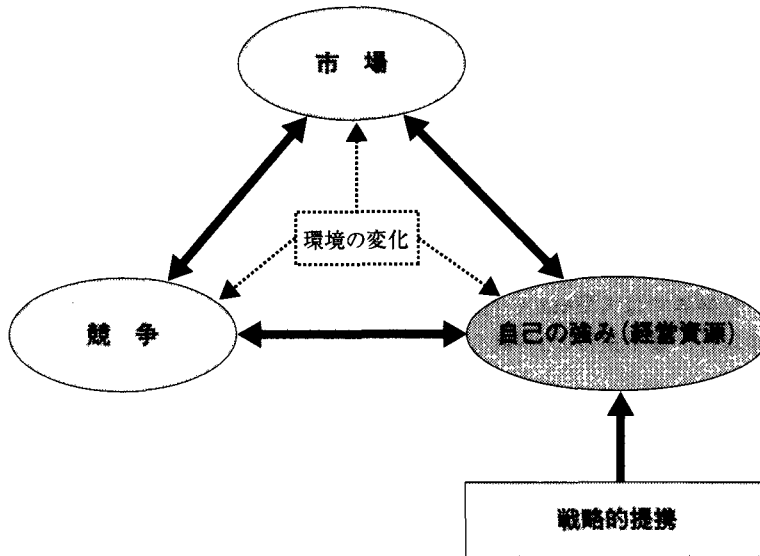 市　場
環境の変化
競　争
自己の強み（経営資源）
戦略的提携